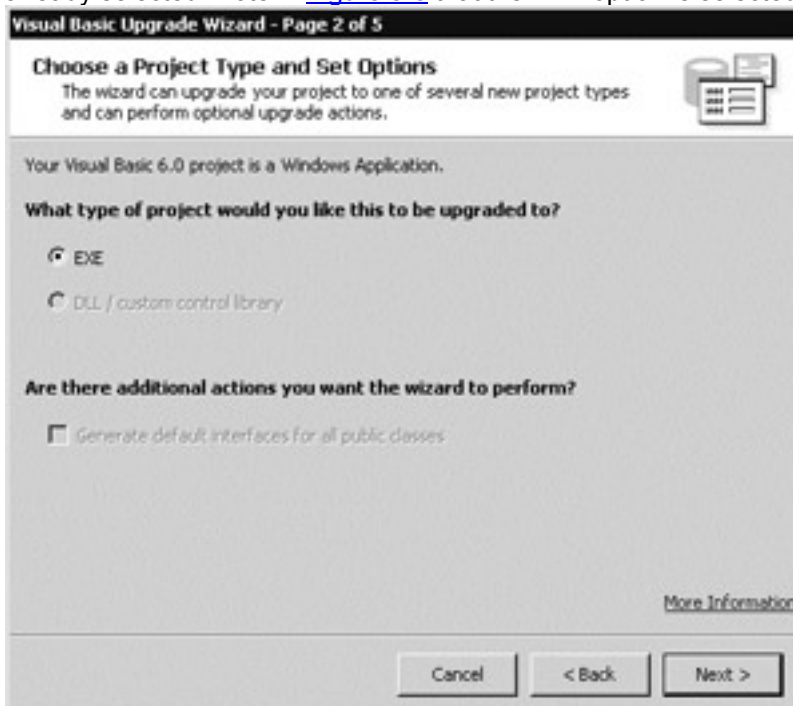 Visual Basic Upgrade Wizard - Page 2 of 5
Choose a Project Type and Set Options
The wizard can upgrade your project to one of several new project types
and can perform optional upgrade actions.
Your Visual Basic 6.0 project is a Windows Application.
What type of project would you like this to be upgraded to?
EXE
DLL / custom control library
Are there additional actions you want the wizard to perform?
Generate default interfaces for all public classes
More Information
Cancel
< Back
Next >